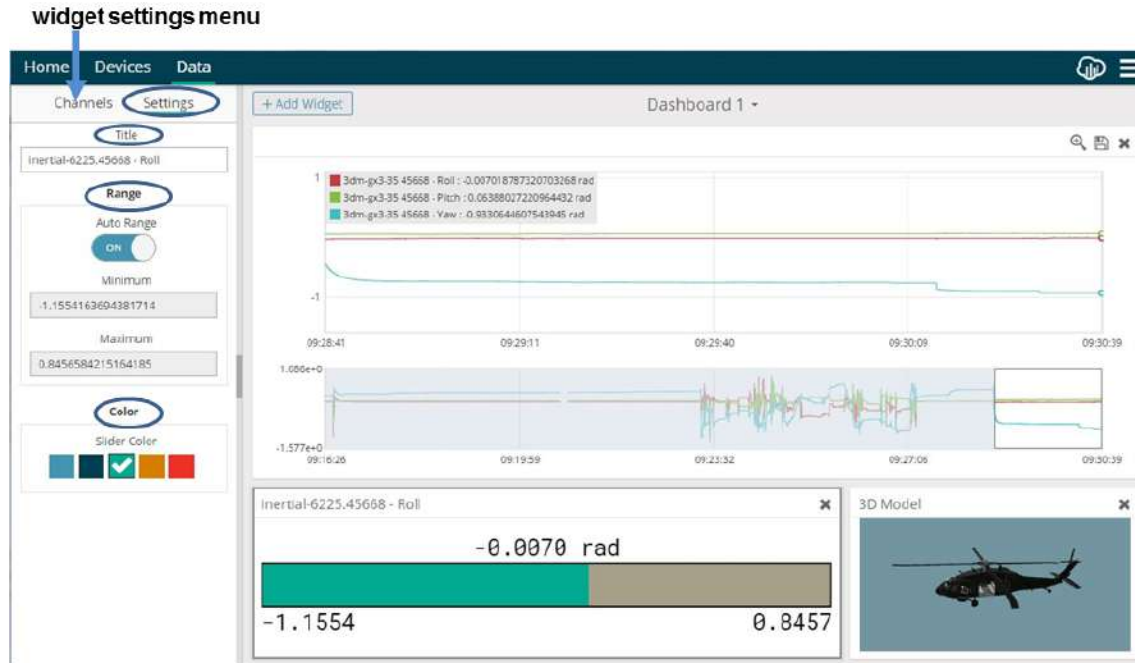 widget settings menu
Home Devices Data
Channels Settings
+ Add Widget
Dashboard 1
Title
inertial-6225.45668 - Roll
Range
Auto Range
ON
Minimum
-1.1554163694381714
Maximum
0.8456584215164185
Color
Slider Color
1
3dm-gx3-35 45668 - Roll : -0.007018787320703268 rad
3dm-gx3-35 45668 - Pitch : 0.06388027220964432 rad
3dm-gx3-35 45668 - Yaw : -0.9330644607543945 rad
-1
09:28:41 09:29:11 09:29:40 09:30:09 09:30:39
1.086e+0
-1.577e+0
09:16:26 09:19:59 09:23:32 09:27:06 09:30:39
inertial-6225.45668 - Roll
-0.0070 rad
-1.1554 0.8457
3D Model